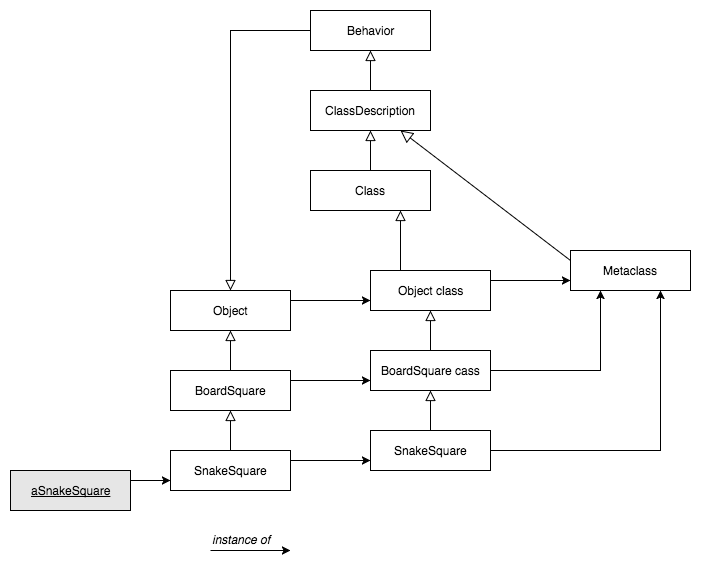 Behavior
ClassDescription
Class
Metaclass
Object class
Object
BoardSquare cass
BoardSquare
SnakeSquare
SnakeSquare
aSnakeSquare
instance of